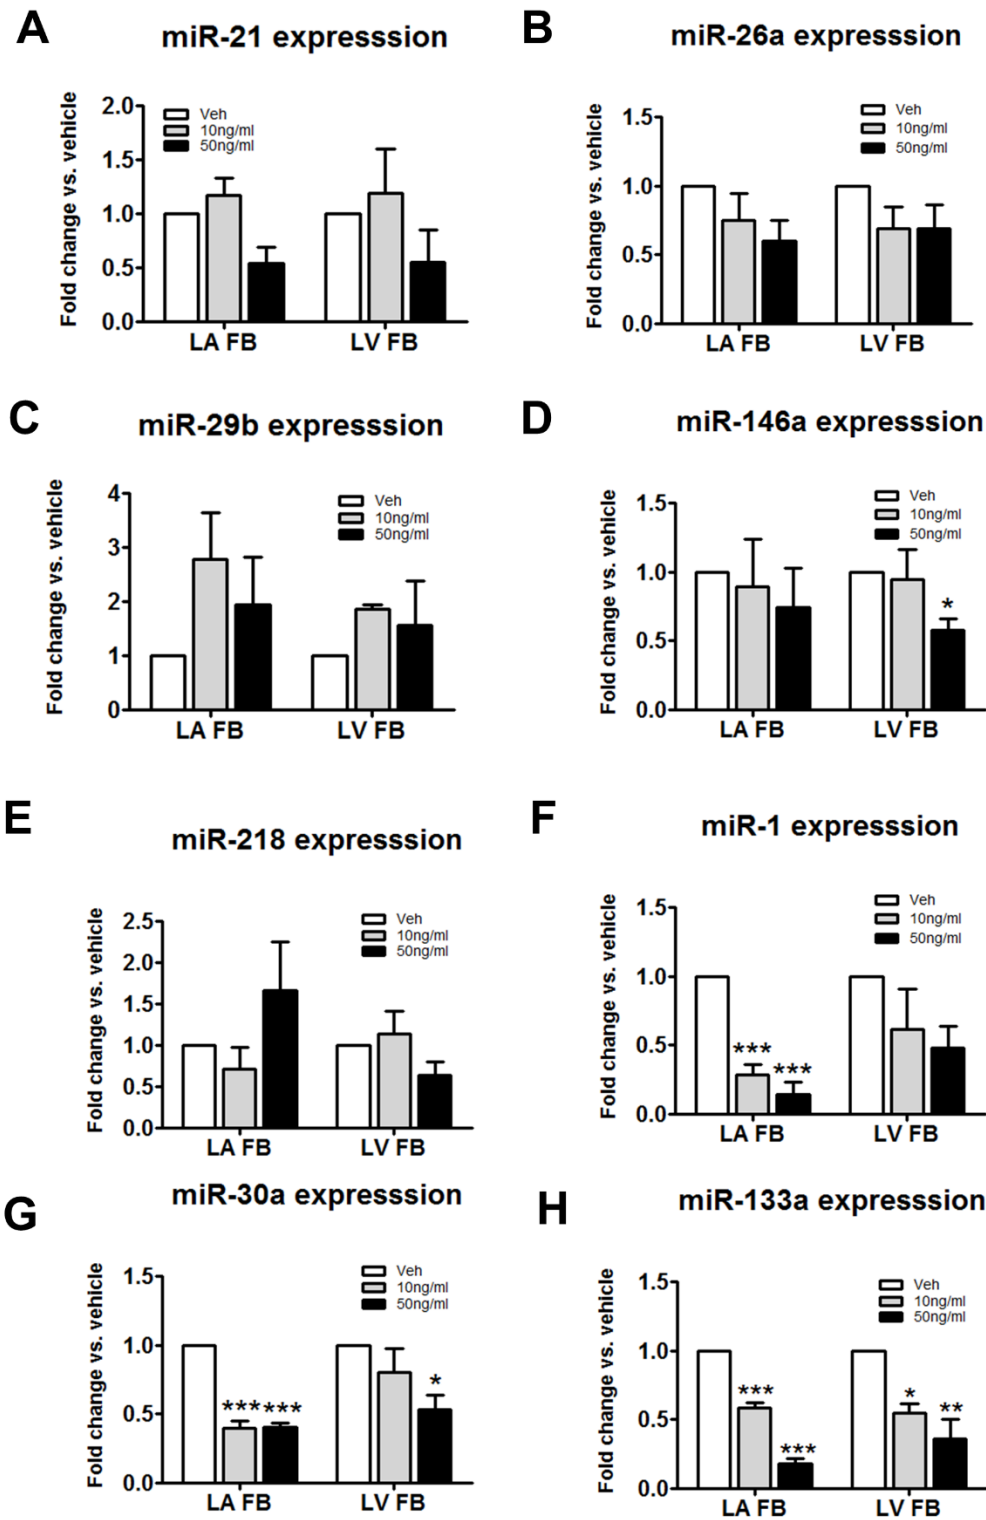 A
miR-21 expresssion
Fold change vs. vehicle
2.0
1.5
1.0
0.5
0.0
Veh
10ng/ml
50ng/ml
LA FB
LV FB
B
miR-26a expresssion
Fold change vs. vehicle
1.5
1.0
0.5
0.0
Veh
10ng/ml
50ng/ml
LA FB
LV FB
C
miR-29b expresssion
Fold change vs. vehicle
4
3
2
1
0
Veh
10ng/ml
50ng/ml
LA FB
LV FB
D
miR-146a expresssion
Fold change vs. vehicle
1.5
1.0
0.5
0.0
Veh
10ng/ml
50ng/ml
*
LA FB
LV FB
E
miR-218 expresssion
Fold change vs. vehicle
2.5
2.0
1.5
1.0
0.5
0.0
Veh
10ng/ml
50ng/ml
LA FB
LV FB
F
miR-1 expresssion
Fold change vs. vehicle
1.5
1.0
0.5
0.0
Veh
10ng/ml
50ng/ml
***
***
LA FB
LV FB
G
miR-30a expresssion
Fold change vs. vehicle
1.5
1.0
0.5
0.0
Veh
10ng/ml
50ng/ml
***
***
*
LA FB
LV FB
H
miR-133a expresssion
Fold change vs. vehicle
1.5
1.0
0.5
0.0
Veh
10ng/ml
50ng/ml
***
***
*
**
LA FB
LV FB